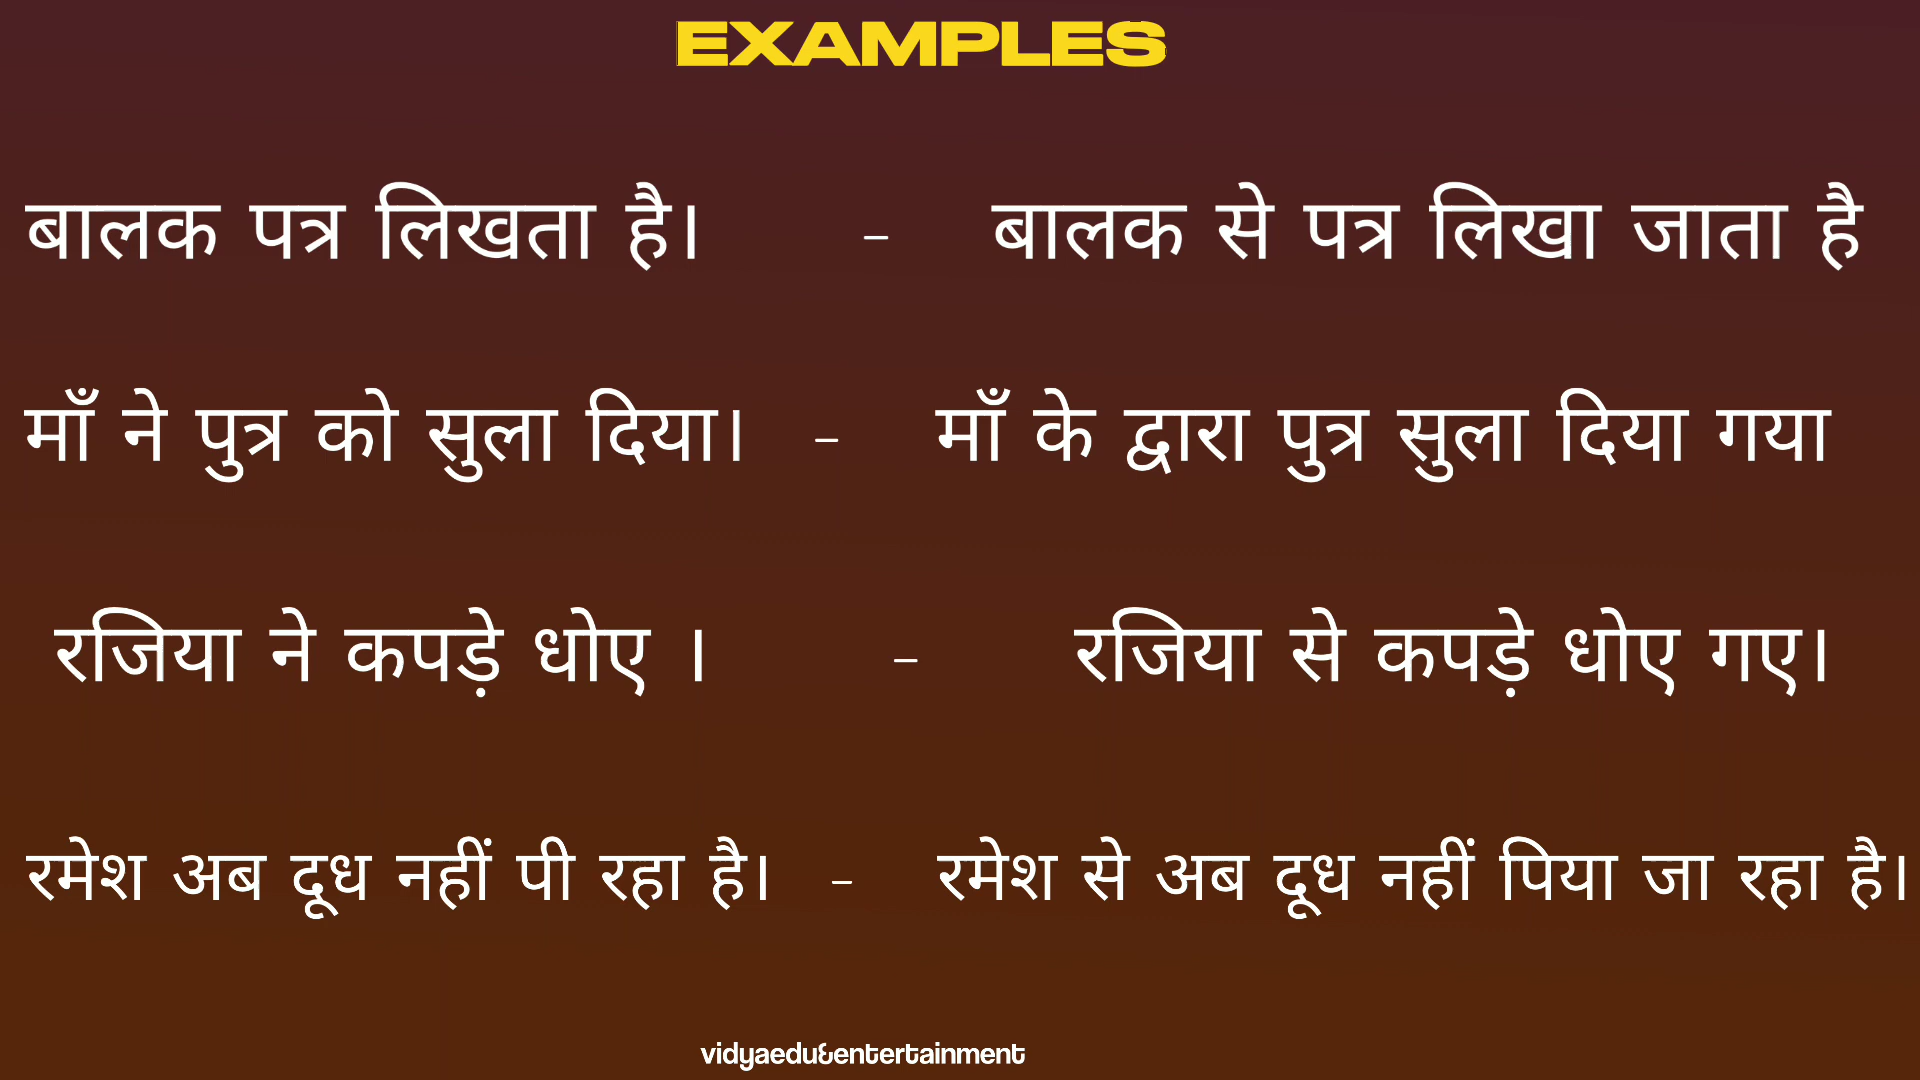 EXAMPLES
बालक पत्र लिखता है। - बालक से पत्र लिखा जाता है
माँ ने पुत्र को सुला दिया। - माँ के द्वारा पुत्र सुला दिया गया
रजिया ने कपड़े धोए । - रजिया से कपड़े धोए गए।
रमेश अब दूध नहीं पी रहा है। - रमेश से अब दूध नहीं पिया जा रहा है।
vidyaedu&entertainment